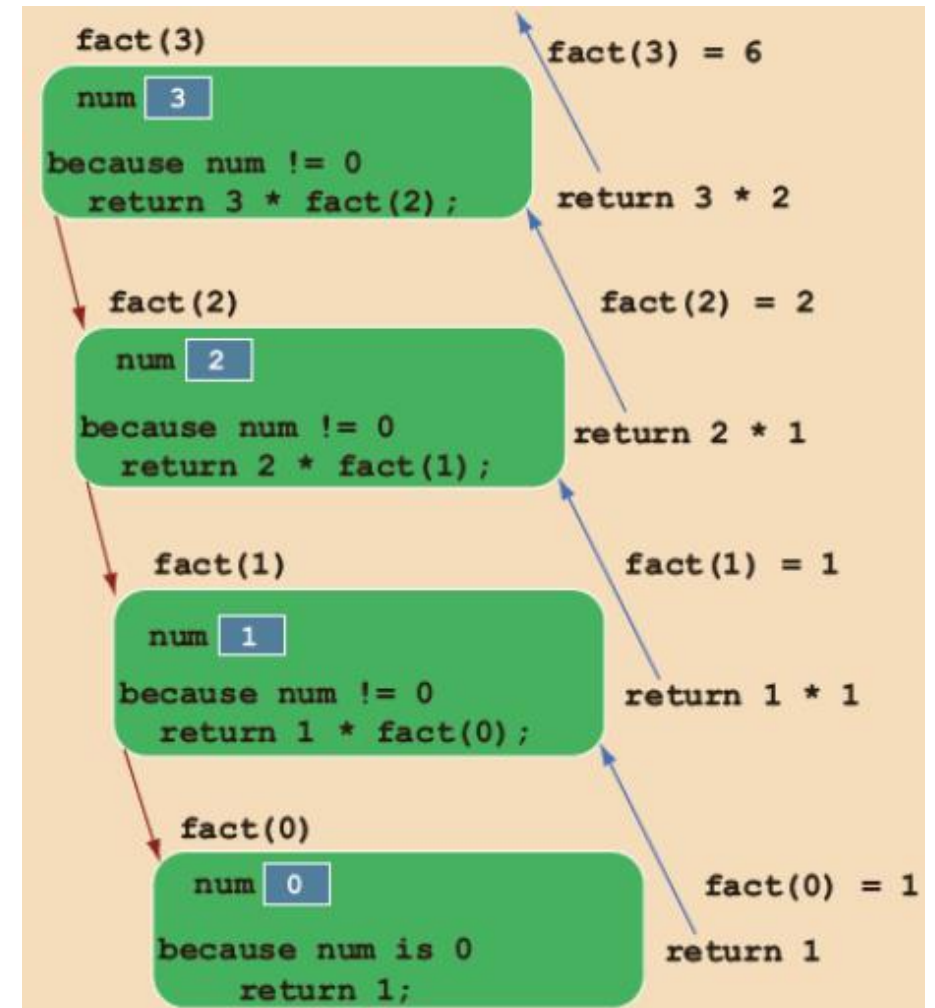 fact(3)
fact(3) = 6
num 3
because num != 0
return 3 * fact(2);
return 3 * 2
fact(2)
fact(2) = 2
num 2
because num != 0
return 2 * fact(1);
return 2 * 1
fact(1)
fact(1) = 1
num 1
because num != 0
return 1 * fact(0);
return 1 * 1
fact(0)
num 0
fact(0) = 1
because num is 0
return 1;
return 1